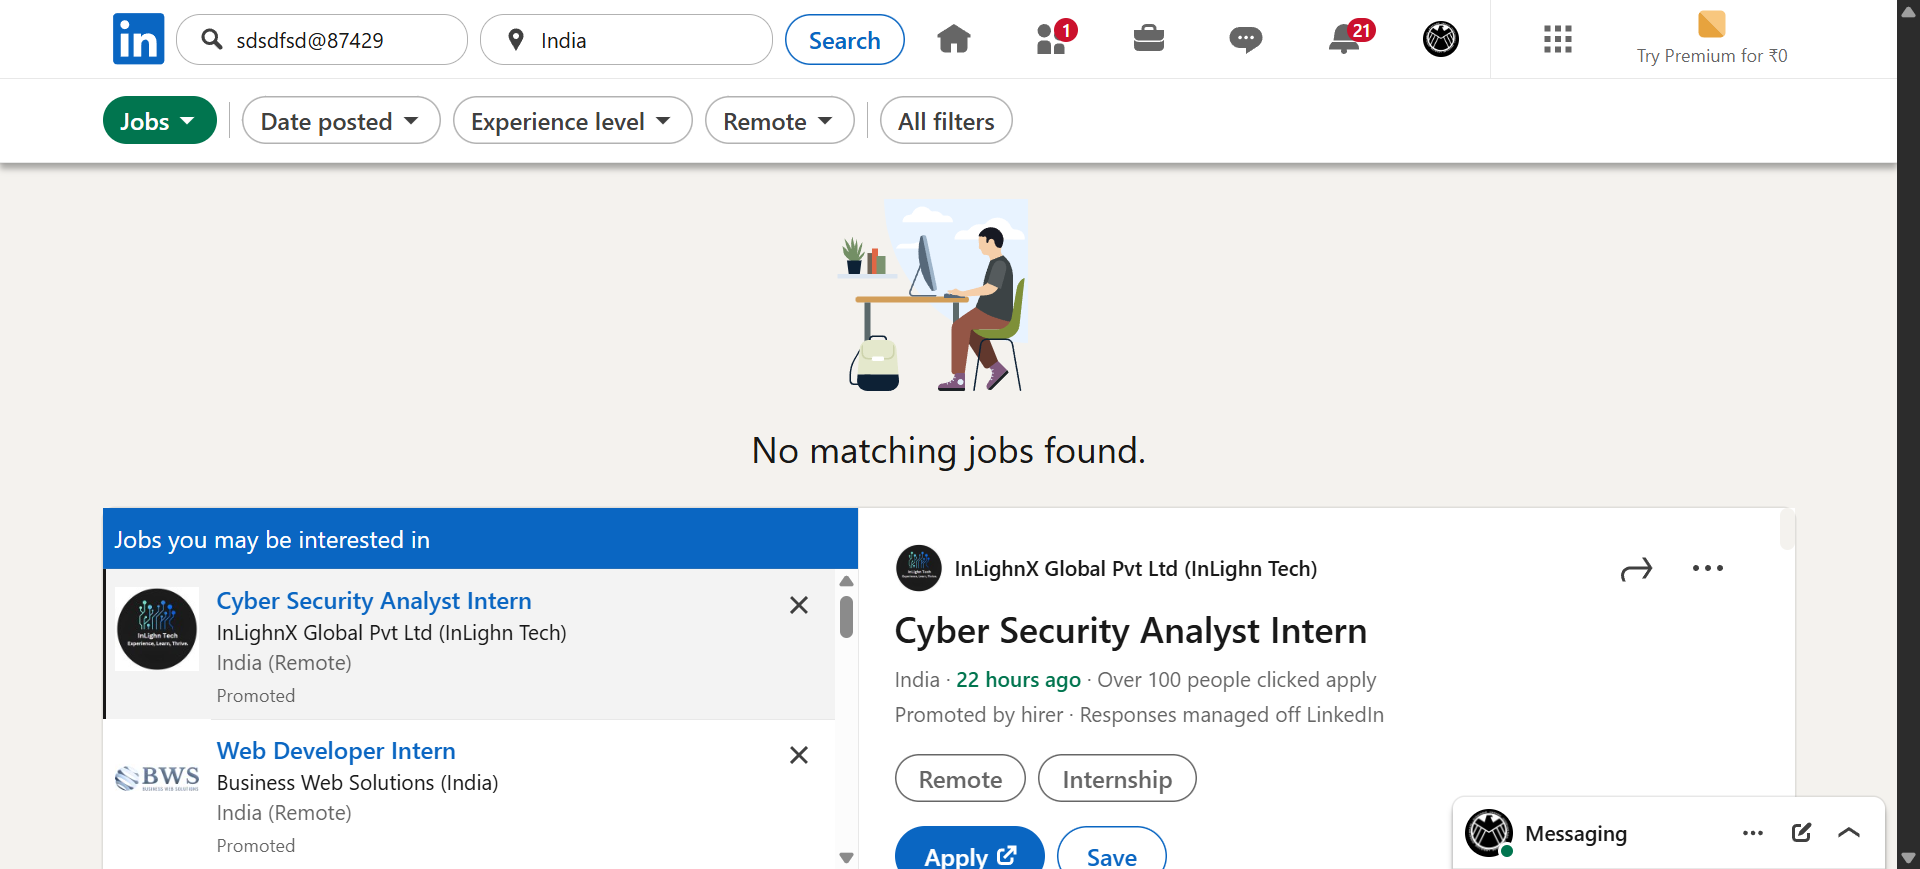 in
sdsdfsd@87429
India
Search
1
21
Try Premium for ₹0
Jobs
Date posted
Experience level
Remote
All filters
No matching jobs found.
Jobs you may be interested in
InLighn Tech
Experience, Learn, Thrive.
Cyber Security Analyst Intern
InLighnX Global Pvt Ltd (InLighn Tech)
India (Remote)
Promoted
BWS
BUSINESS WEB SOLUTIONS
Web Developer Intern
Business Web Solutions (India)
India (Remote)
Promoted
InLighnX Global Pvt Ltd (InLighn Tech)
Cyber Security Analyst Intern
India · 22 hours ago · Over 100 people clicked apply
Promoted by hirer · Responses managed off LinkedIn
Remote
Internship
Apply
Save
Messaging